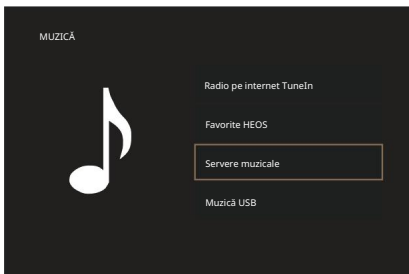 MUZICĂ
Radio pe internet TuneIn
Favorite HEOS
Servere muzicale
Muzică USB